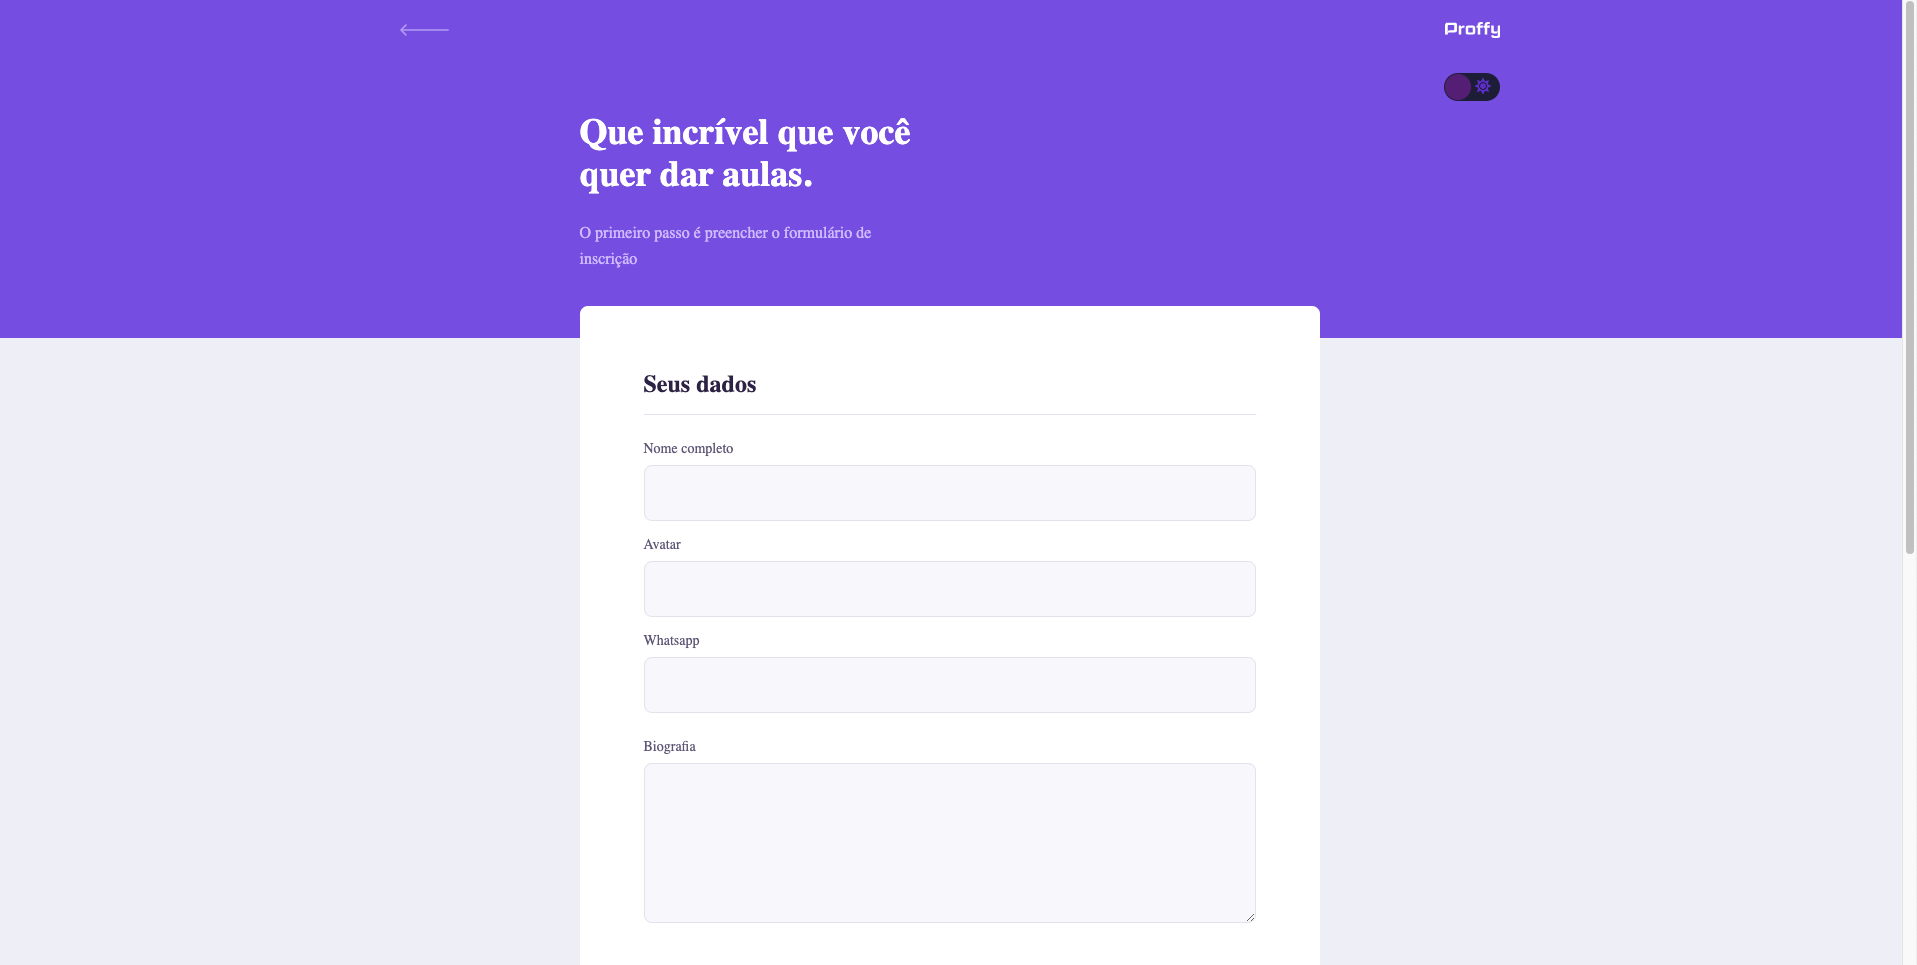 Proffy
Que incrível que você
quer dar aulas.
O primeiro passo é preencher o formulário de
inscrição
Seus dados
Nome completo
Avatar
Whatsapp
Biografia